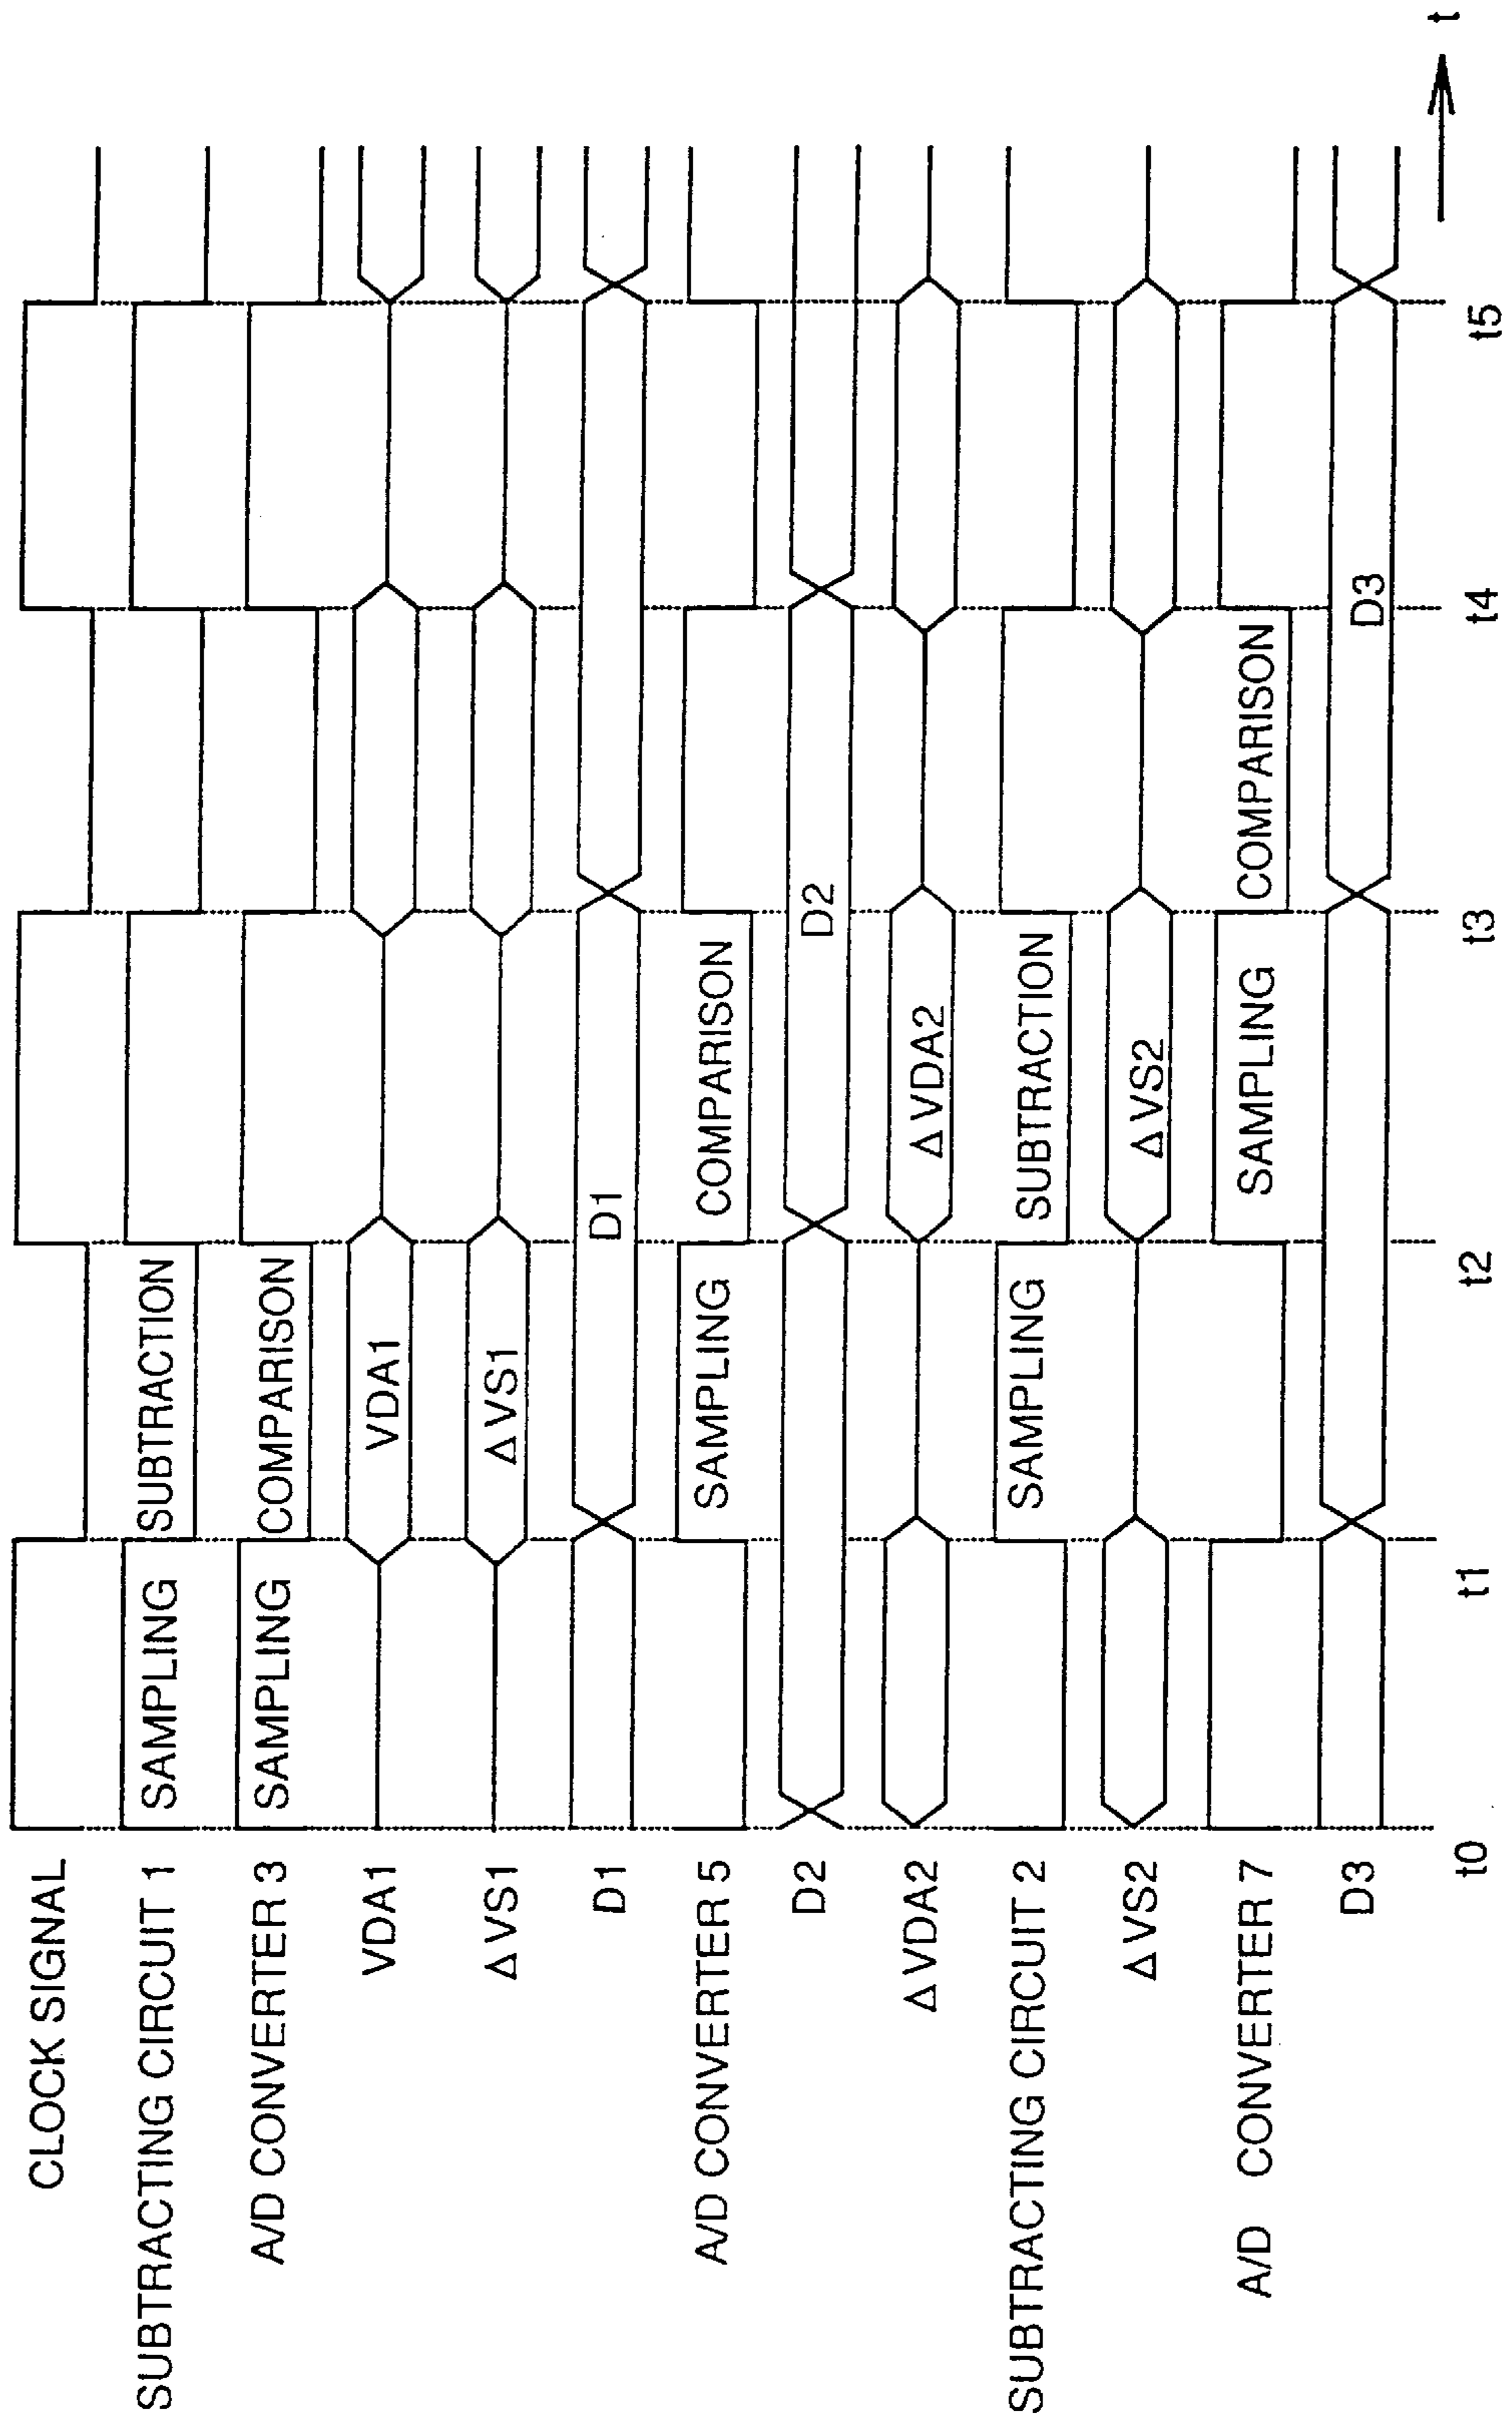 CLOCK SIGNAL
SUBTRACTING CIRCUIT 1 SAMPLING SUBTRACTION
A/D CONVERTER 3 SAMPLING COMPARISON
VDA1 VDA1
ΔVS1 ΔVS1
D1 D1
A/D CONVERTER 5 SAMPLING COMPARISON
D2 D2
ΔVDA2 ΔVDA2
SUBTRACTING CIRCUIT 2 SAMPLING SUBTRACTION
ΔVS2 ΔVS2
A/D CONVERTER 7 SAMPLING COMPARISON
D3 D3
t0 t1 t2 t3 t4 t5
t